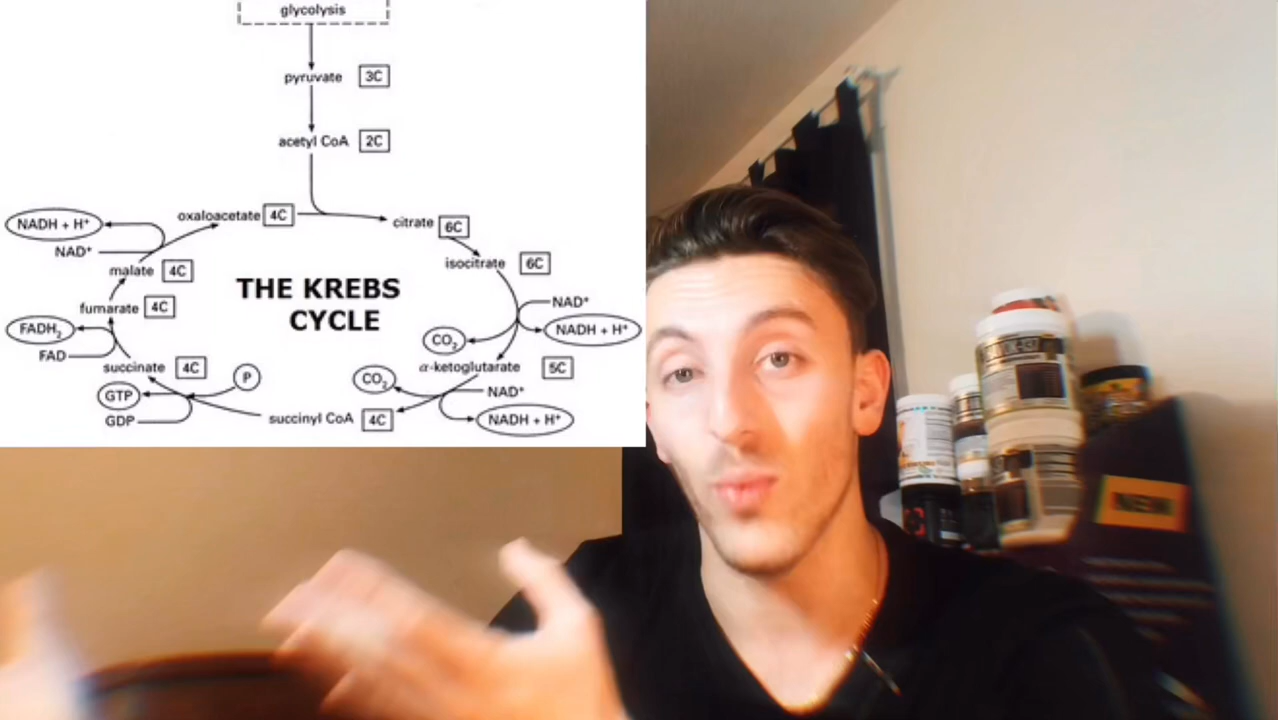 glycolysis
pyruvate 3C
acetyl CoA 2C
oxaloacetate 4C
citrate 6C
NADH + H⁺
NAD⁺
malate 4C
isocitrate 6C
THE KREBS
CYCLE
fumarate 4C
NAD⁺
FADH₂
NADH + H⁺
CO₂
FAD
succinate 4C
α-ketoglutarate 5C
P
CO₂
NAD⁺
GTP
GDP
succinyl CoA 4C
NADH + H⁺
NEW